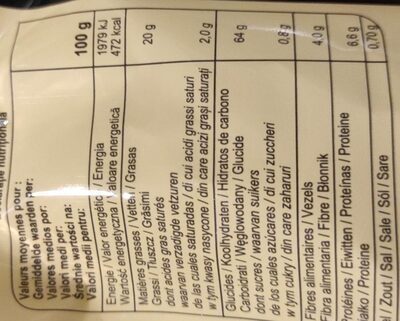 Valeurs moyennes pour :
Gemiddelde waarden per:
Valores medios por:
Valori medi per:
Średnie wartości na:
Valori medii pentru:
100 g
Energie / Valor energético / Energia
Wartość energetyczna / Valoare energetică
1979 kJ
472 kcal
Matières grasses / Vetten / Grasas
Grassi / Tłuszcz / Grăsimi
20 g
dont acides gras saturés
waarvan verzadigde vetzuren
de las cuales saturadas / di cui acidi grassi saturi
w tym kwasy nasycone / din care acizi grași saturați
2,0 g
Glucides / Koolhydraten / Hidratos de carbono
Carboidrati / Węglowodany / Glucide
64 g
dont sucres / waarvan suikers
de los cuales azúcares / di cui zuccheri
w tym cukry / din care zaharuri
0,8 g
Fibres alimentaires / Vezels
Fibra alimentaria / Fibre / Błonnik
4,0 g
Protéines / Eiwitten / Proteínas / Proteine
Białko / Proteine
6,6 g
/ Zout / Sal / Sale / Sól / Sare
0,70 g